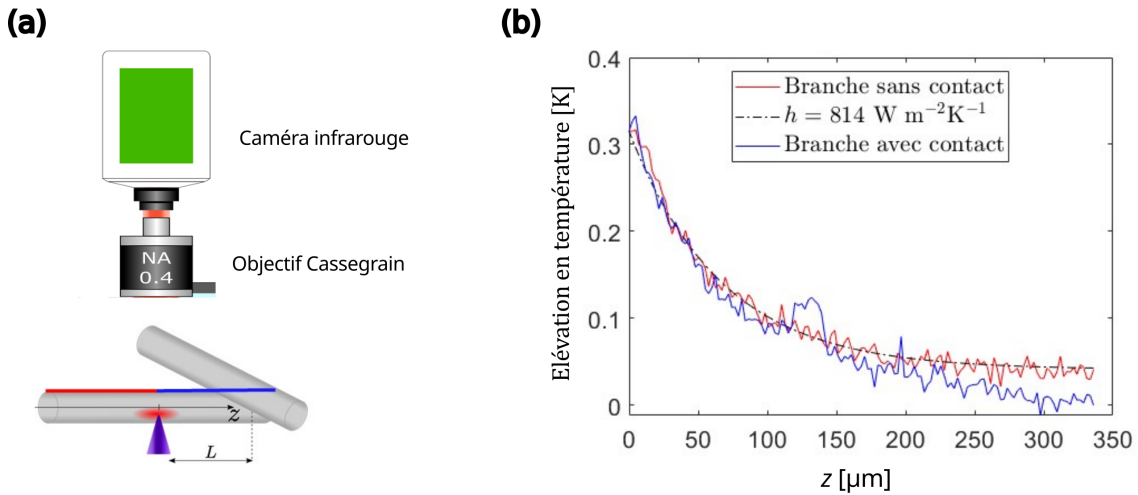 (a)
Caméra infrarouge
NA
0.4
Objectif Cassegrain
z
L
(b)
Elévation en température [K]
0.4
0.3
0.2
0.1
0
Branche sans contact
h = 814 W m⁻²K⁻¹
Branche avec contact
0 50 100 150 200 250 300 350
z [µm]